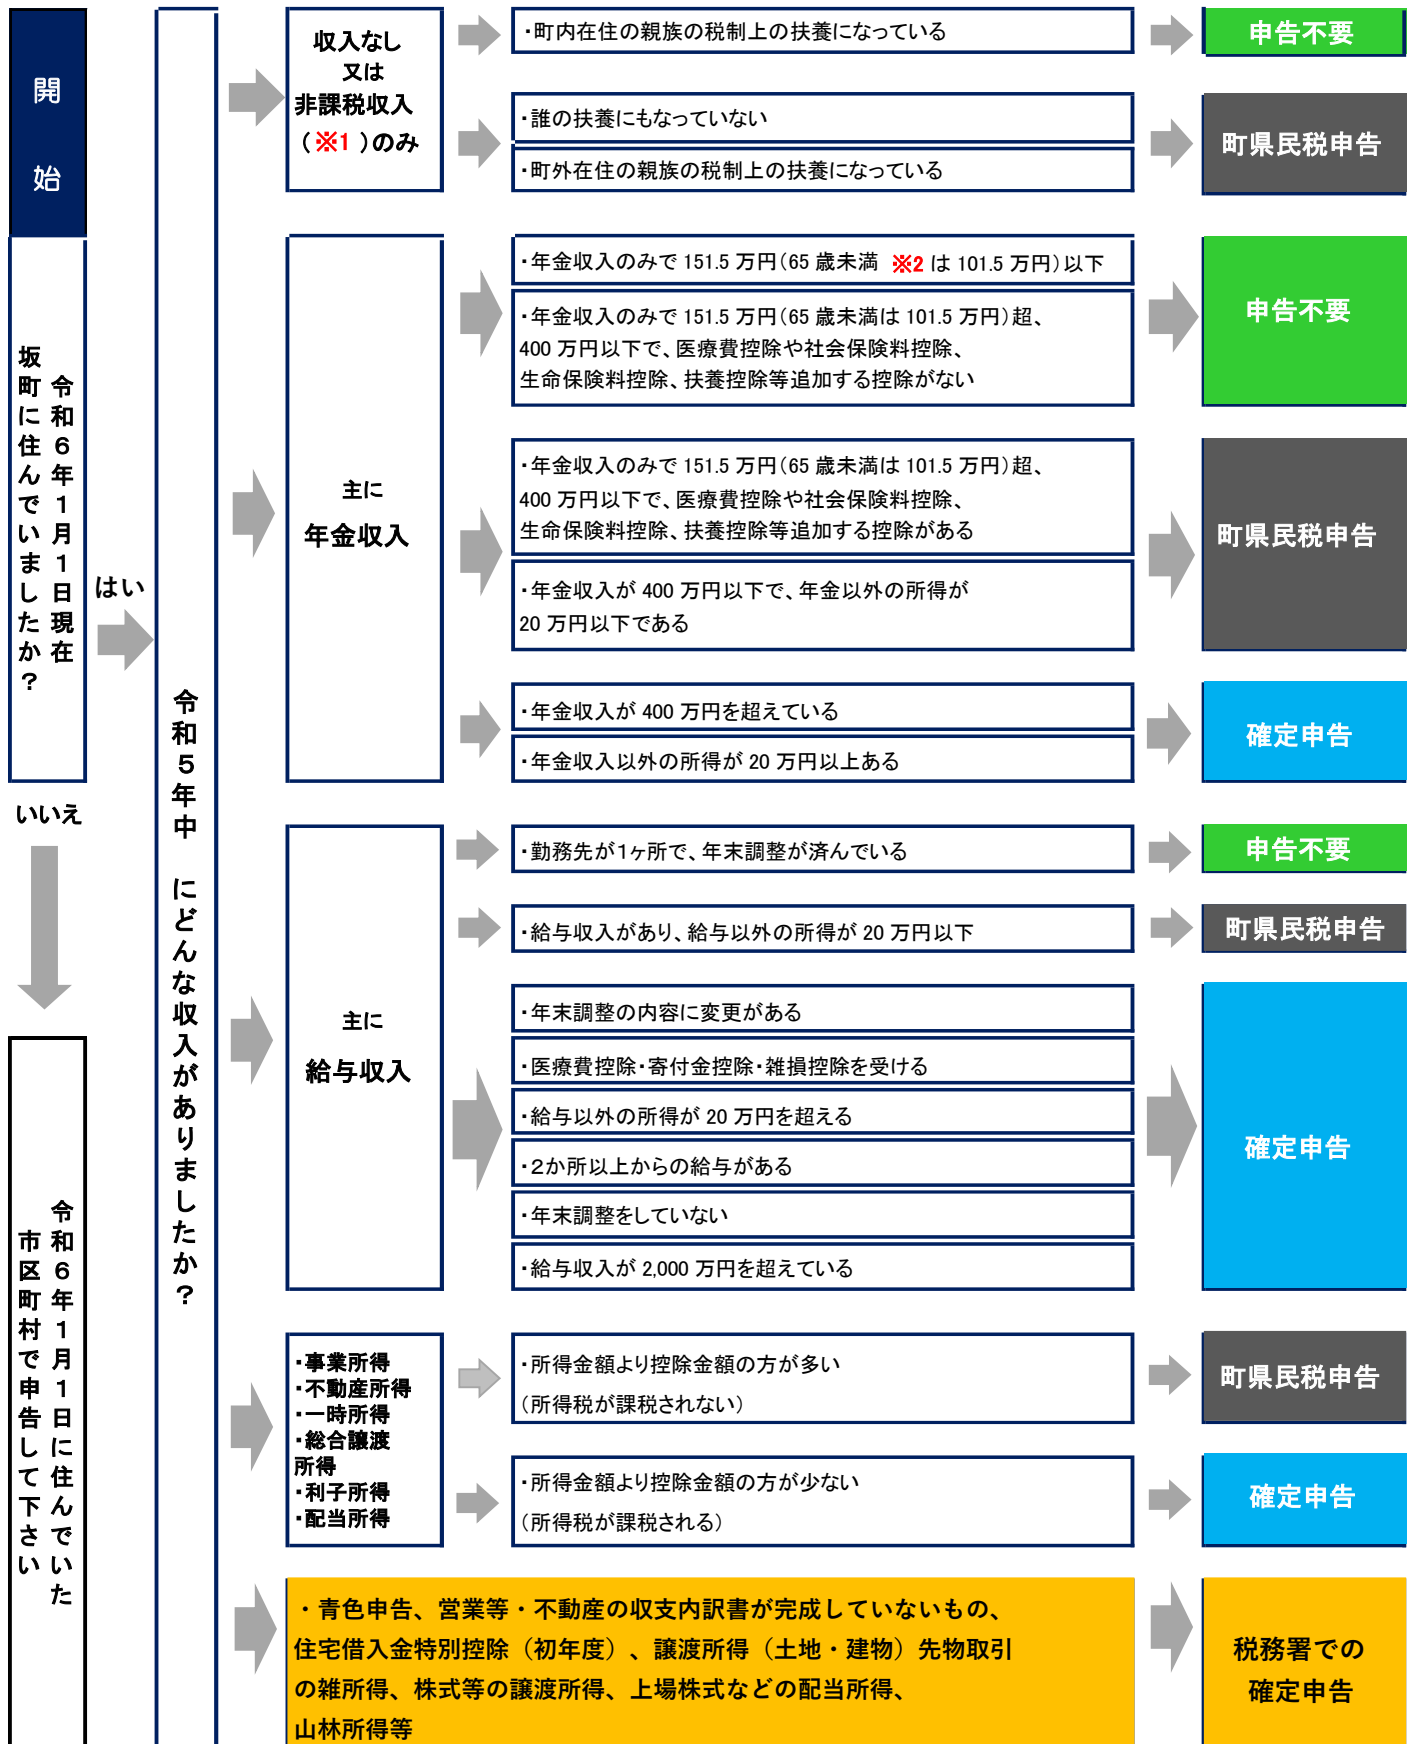 開
始
令和6年1月1日現在
坂町に住んでいましたか？
はい
いいえ
令和6年1月1日に住んでいた
市区町村で申告して下さい
令和5年中 にどんな収入がありましたか？
収入なし
又は
非課税収入
（※1）のみ
・町内在住の親族の税制上の扶養になっている
申告不要
・誰の扶養にもなっていない
・町外在住の親族の税制上の扶養になっている
町県民税申告
主に
年金収入
・年金収入のみで 151.5 万円（65 歳未満 ※2 は 101.5 万円）以下
・年金収入のみで 151.5 万円（65 歳未満は 101.5 万円）超、
400 万円以下で、医療費控除や社会保険料控除、
生命保険料控除、扶養控除等追加する控除がない
申告不要
・年金収入のみで 151.5 万円（65 歳未満は 101.5 万円）超、
400 万円以下で、医療費控除や社会保険料控除、
生命保険料控除、扶養控除等追加する控除がある
・年金収入が 400 万円以下で、年金以外の所得が
20 万円以下である
町県民税申告
・年金収入が 400 万円を超えている
・年金収入以外の所得が 20 万円以上ある
確定申告
主に
給与収入
・勤務先が１ヶ所で、年末調整が済んでいる
申告不要
・給与収入があり、給与以外の所得が 20 万円以下
町県民税申告
・年末調整の内容に変更がある
・医療費控除・寄付金控除・雑損控除を受ける
・給与以外の所得が 20 万円を超える
・２か所以上からの給与がある
・年末調整をしていない
・給与収入が 2,000 万円を超えている
確定申告
・事業所得
・不動産所得
・一時所得
・総合譲渡
所得
・利子所得
・配当所得
・所得金額より控除金額の方が多い
（所得税が課税されない）
町県民税申告
・所得金額より控除金額の方が少ない
（所得税が課税される）
確定申告
・青色申告、営業等・不動産の収支内訳書が完成していないもの、
住宅借入金特別控除（初年度）、譲渡所得（土地・建物）先物取引
の雑所得、株式等の譲渡所得、上場株式などの配当所得、
山林所得等
税務署での
確定申告